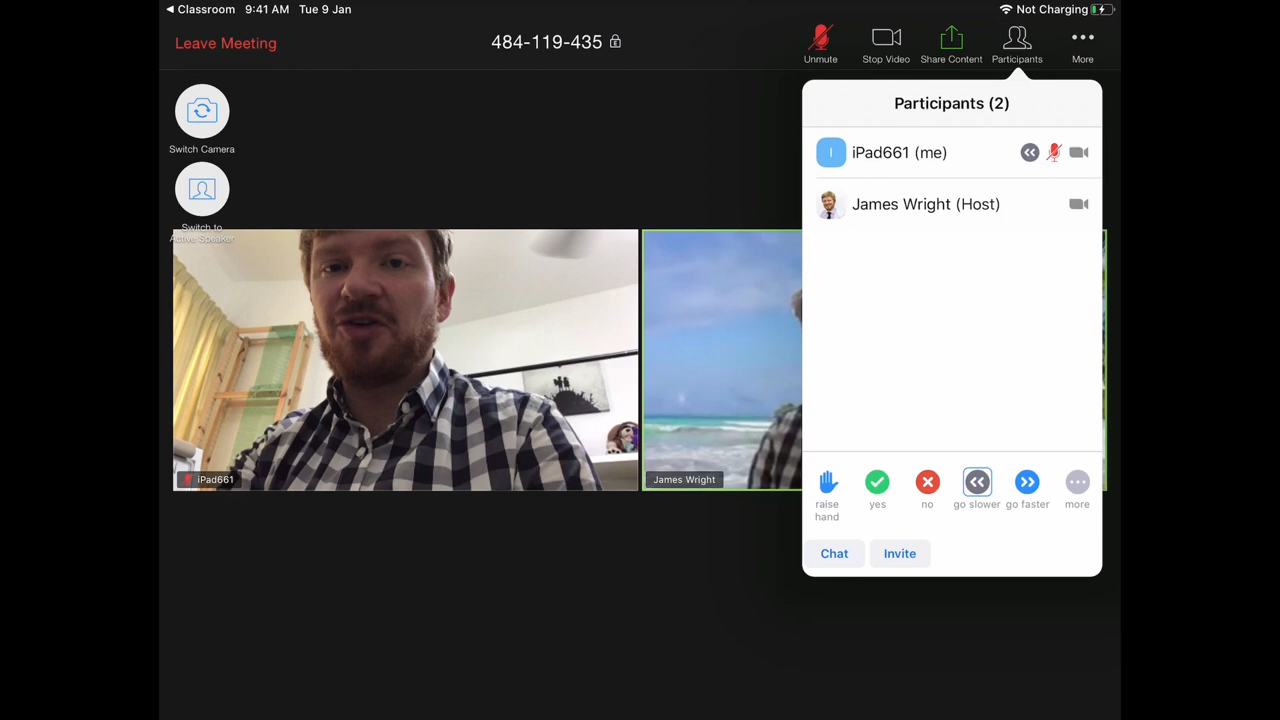 Classroom 9:41 AM Tue 9 Jan
Not Charging
Leave Meeting
484-119-435
Unmute
Stop Video
Share Content
Participants
More
Switch Camera
Switch to
Active Speaker
Participants (2)
I
iPad661 (me)
James Wright (Host)
iPad661
James Wright
raise
hand
yes
no
go slower
go faster
more
Chat
Invite